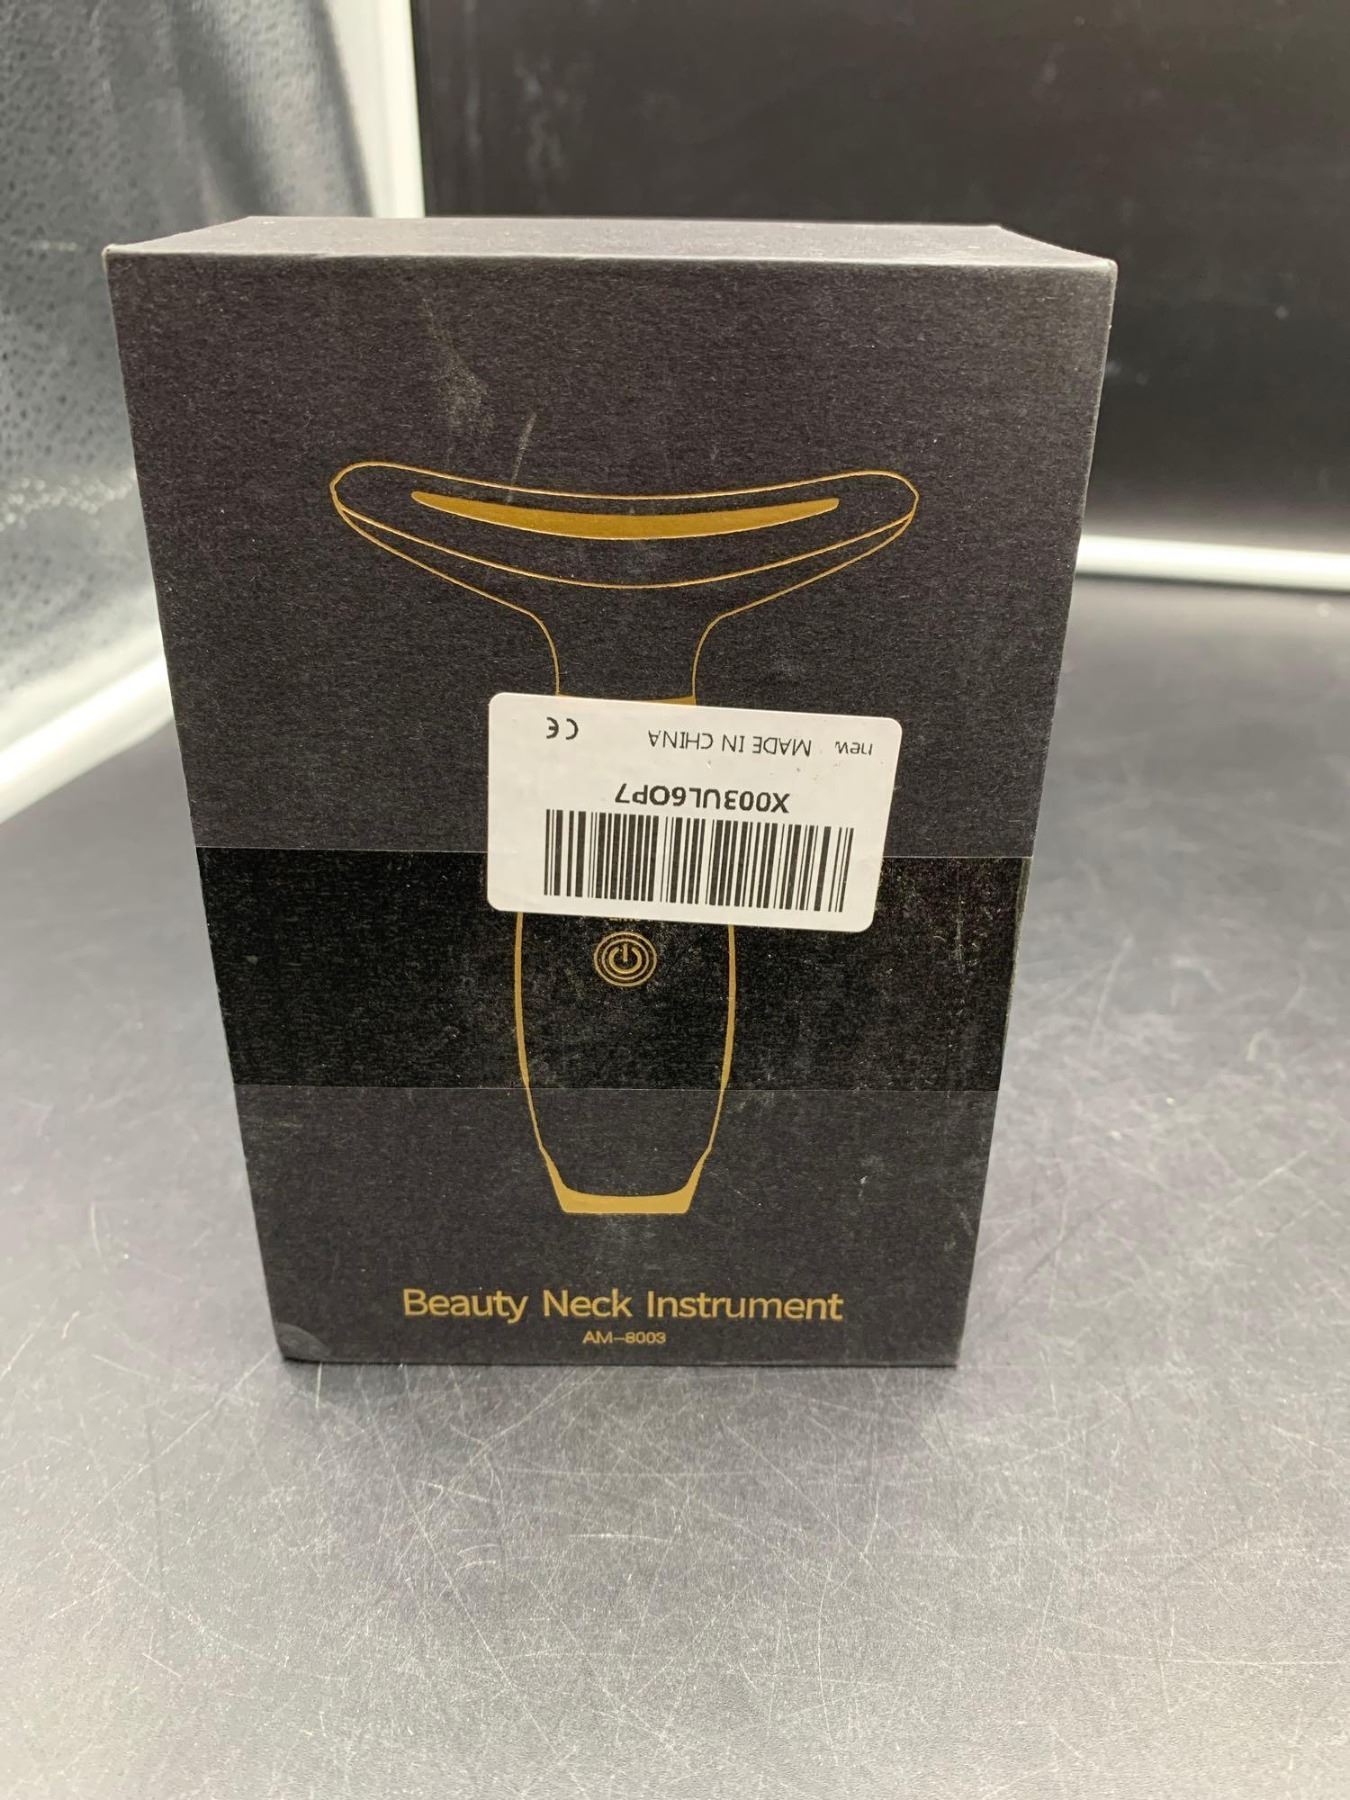 X003UL6OP7
new MADE IN CHINA CE
Beauty Neck Instrument
AM-8003